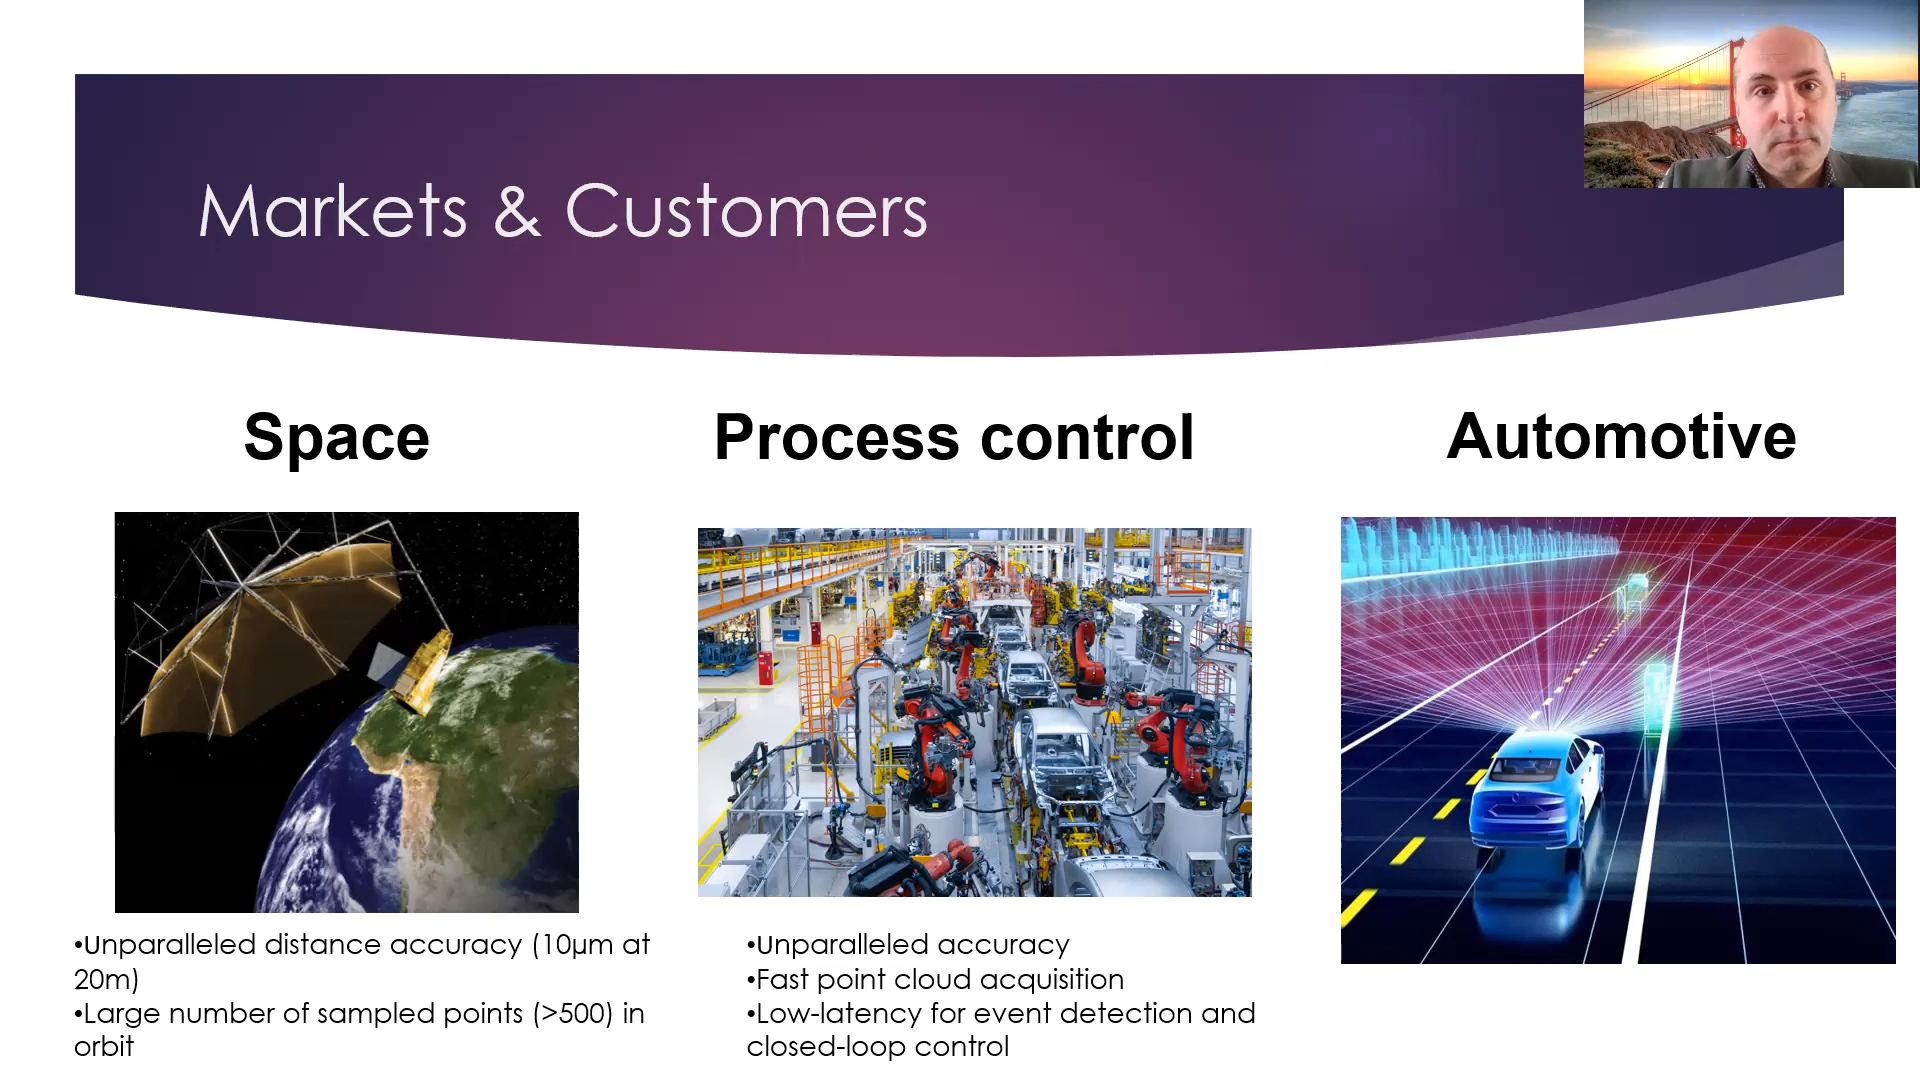 Markets & Customers
Space
Process control
Automotive
•Unparalleled distance accuracy (10µm at
20m)
•Large number of sampled points (>500) in
orbit
•Unparalleled accuracy
•Fast point cloud acquisition
•Low-latency for event detection and
closed-loop control